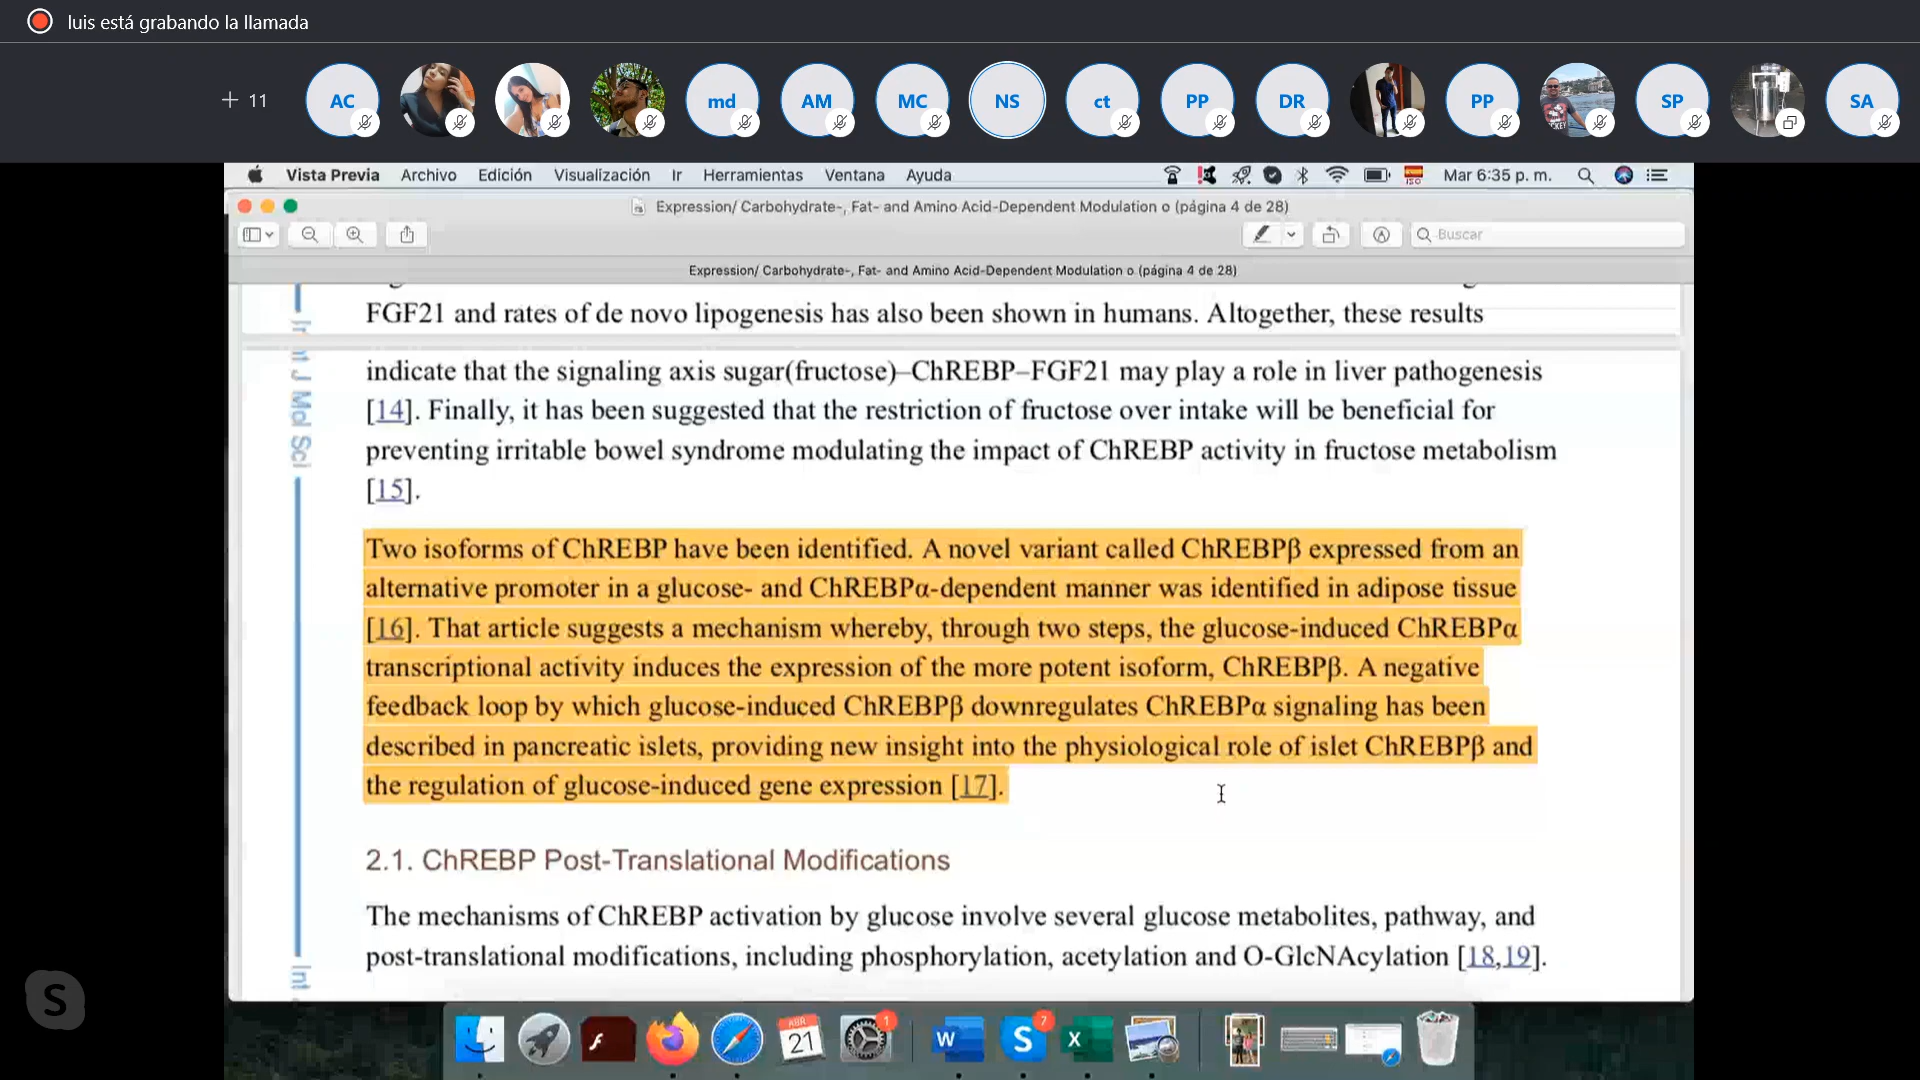 luis está grabando la llamada
+ 11
AC
md
AM
MC
NS
ct
PP
DR
PP
SP
SA
Vista Previa Archivo Edición Visualización Ir Herramientas Ventana Ayuda
ISO
Mar 6:35 p. m.
Expression/ Carbohydrate-, Fat- and Amino Acid-Dependent Modulation o (página 4 de 28)
Buscar
Expression/ Carbohydrate-, Fat- and Amino Acid-Dependent Modulation o (página 4 de 28)
FGF21 and rates of de novo lipogenesis has also been shown in humans. Altogether, these results
indicate that the signaling axis sugar(fructose)–ChREBP–FGF21 may play a role in liver pathogenesis
[14]. Finally, it has been suggested that the restriction of fructose over intake will be beneficial for
preventing irritable bowel syndrome modulating the impact of ChREBP activity in fructose metabolism
[15].
Int J Mol Sci
Two isoforms of ChREBP have been identified. A novel variant called ChREBPβ expressed from an
alternative promoter in a glucose- and ChREBPα-dependent manner was identified in adipose tissue
[16]. That article suggests a mechanism whereby, through two steps, the glucose-induced ChREBPα
transcriptional activity induces the expression of the more potent isoform, ChREBPβ. A negative
feedback loop by which glucose-induced ChREBPβ downregulates ChREBPα signaling has been
described in pancreatic islets, providing new insight into the physiological role of islet ChREBPβ and
the regulation of glucose-induced gene expression [17].
2.1. ChREBP Post-Translational Modifications
The mechanisms of ChREBP activation by glucose involve several glucose metabolites, pathway, and
post-translational modifications, including phosphorylation, acetylation and O-GlcNAcylation [18,19].
Int
S
ABR
21
1
W
S
7
X